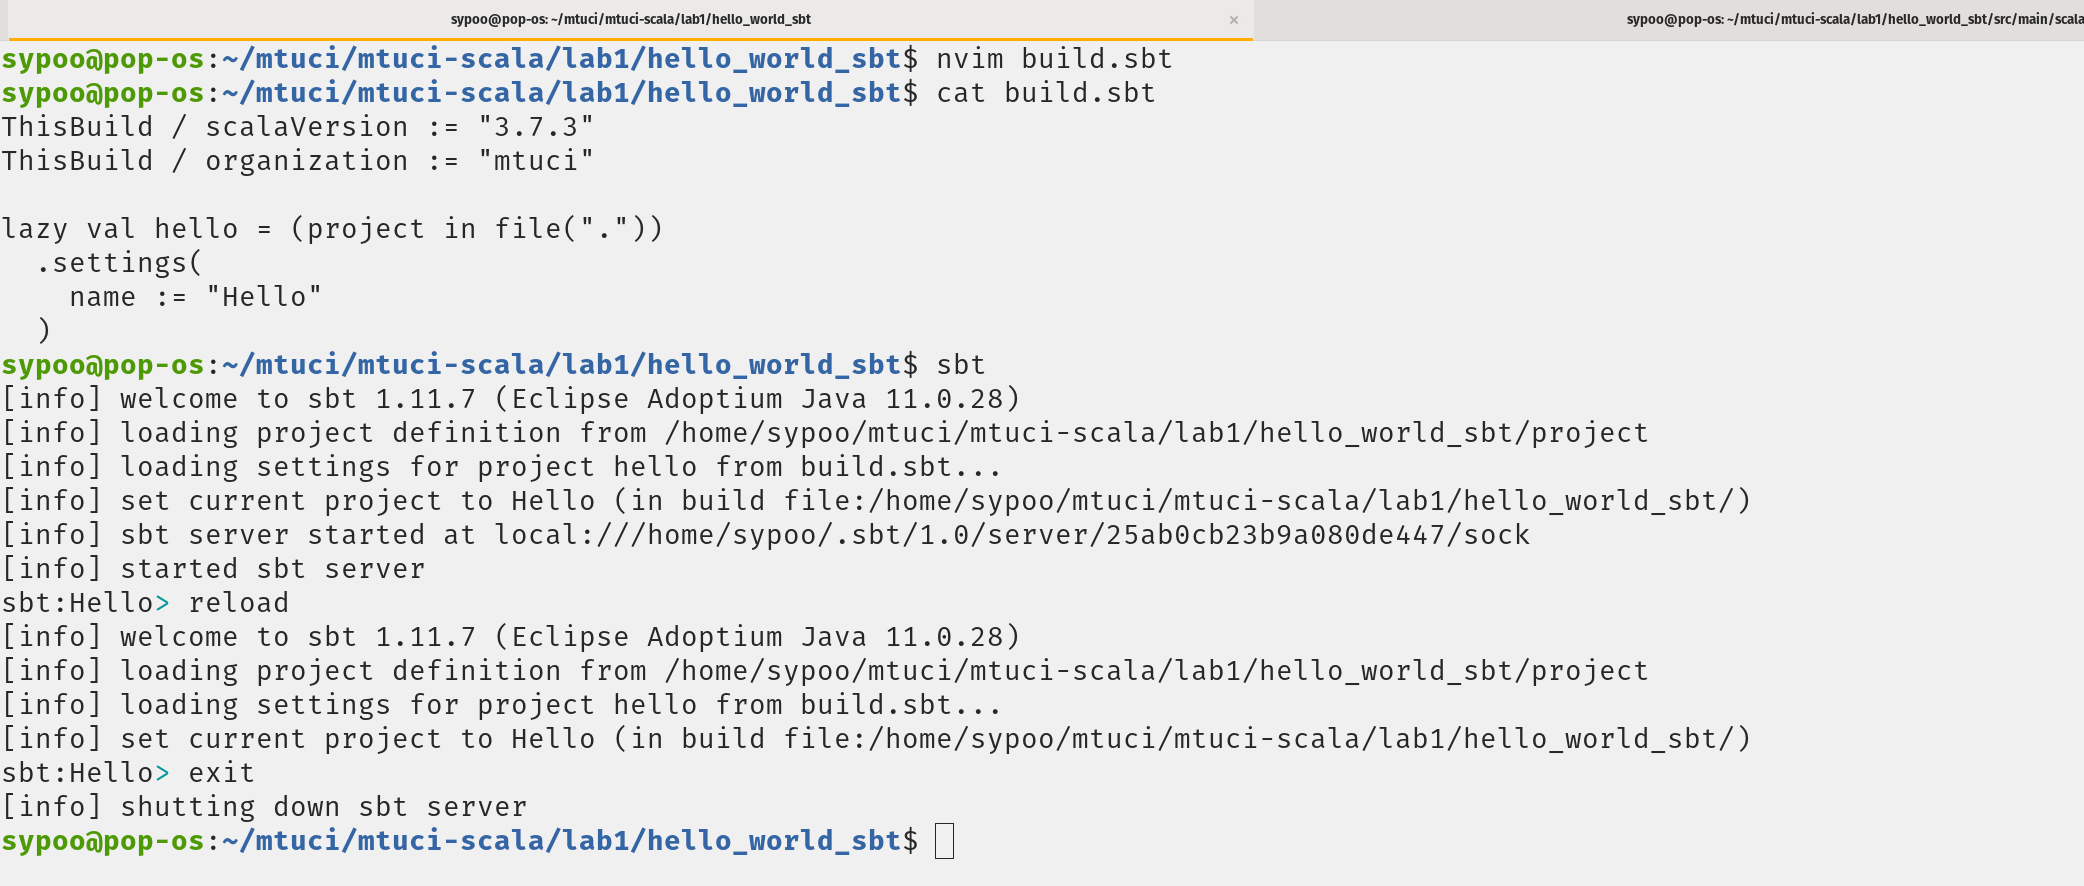 sypoo@pop-os: ~/mtuci/mtuci-scala/lab1/hello_world_sbt × sypoo@pop-os: ~/mtuci/mtuci-scala/lab1/hello_world_sbt/src/main/scala
sypoo@pop-os:~/mtuci/mtuci-scala/lab1/hello_world_sbt$ nvim build.sbt
sypoo@pop-os:~/mtuci/mtuci-scala/lab1/hello_world_sbt$ cat build.sbt
ThisBuild / scalaVersion := "3.7.3"
ThisBuild / organization := "mtuci"

lazy val hello = (project in file("."))
  .settings(
    name := "Hello"
  )
sypoo@pop-os:~/mtuci/mtuci-scala/lab1/hello_world_sbt$ sbt
[info] welcome to sbt 1.11.7 (Eclipse Adoptium Java 11.0.28)
[info] loading project definition from /home/sypoo/mtuci/mtuci-scala/lab1/hello_world_sbt/project
[info] loading settings for project hello from build.sbt...
[info] set current project to Hello (in build file:/home/sypoo/mtuci/mtuci-scala/lab1/hello_world_sbt/)
[info] sbt server started at local:///home/sypoo/.sbt/1.0/server/25ab0cb23b9a080de447/sock
[info] started sbt server
sbt:Hello> reload
[info] welcome to sbt 1.11.7 (Eclipse Adoptium Java 11.0.28)
[info] loading project definition from /home/sypoo/mtuci/mtuci-scala/lab1/hello_world_sbt/project
[info] loading settings for project hello from build.sbt...
[info] set current project to Hello (in build file:/home/sypoo/mtuci/mtuci-scala/lab1/hello_world_sbt/)
sbt:Hello> exit
[info] shutting down sbt server
sypoo@pop-os:~/mtuci/mtuci-scala/lab1/hello_world_sbt$